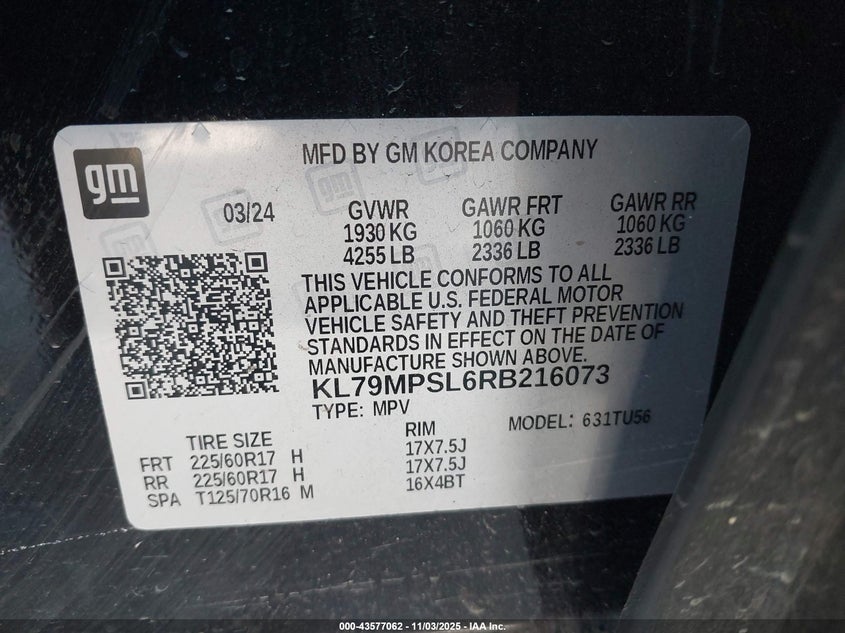 gm
MFD BY GM KOREA COMPANY
03/24
GVWR GAWR FRT GAWR RR
1930 KG 1060 KG 1060 KG
4255 LB 2336 LB 2336 LB
THIS VEHICLE CONFORMS TO ALL
APPLICABLE U.S. FEDERAL MOTOR
VEHICLE SAFETY AND THEFT PREVENTION
STANDARDS IN EFFECT ON THE DATE OF
MANUFACTURE SHOWN ABOVE.
KL79MPSL6RB216073
TYPE: MPV MODEL: 631TU56
TIRE SIZE RIM
FRT 225/60R17 H 17X7.5J
RR 225/60R17 H 17X7.5J
SPA T125/70R16 M 16X4BT
000-43577062 - 11/03/2025 - IAA Inc.